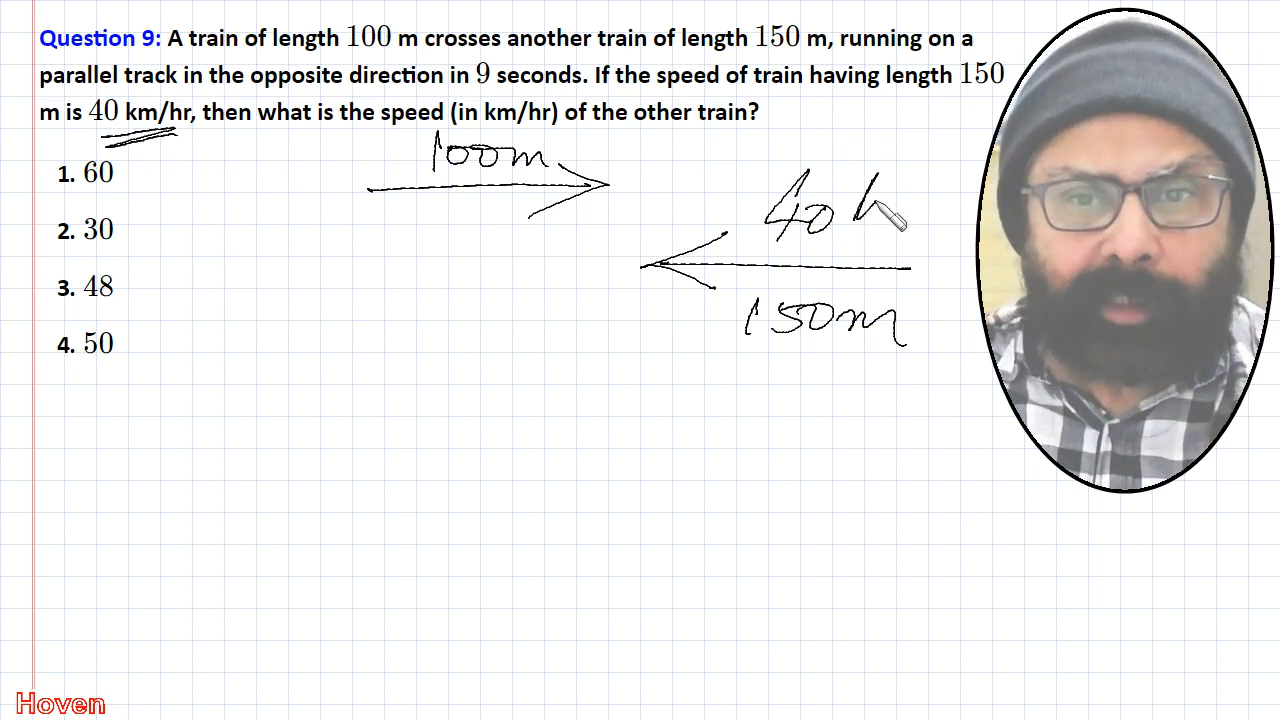 Question 9: A train of length 100 m crosses another train of length 150 m, running on a
parallel track in the opposite direction in 9 seconds. If the speed of train having length 150
m is 40 km/hr, then what is the speed (in km/hr) of the other train?
100m
1. 60
40 k
2. 30
3. 48
150m
4. 50
Hoven